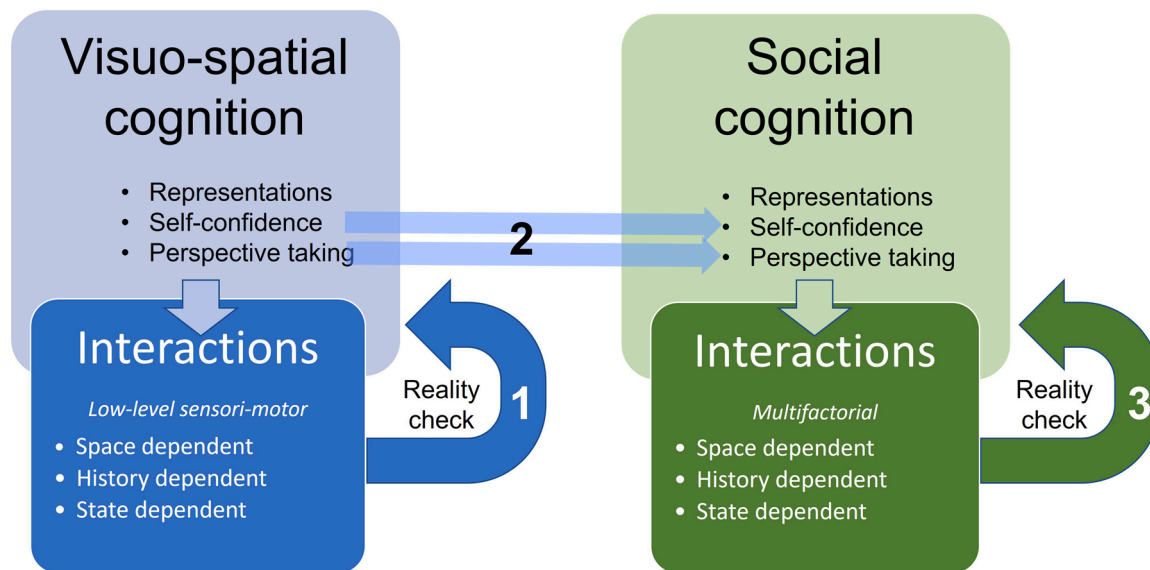 Visuo-spatial
cognition
• Representations
• Self-confidence
• Perspective taking
Interactions
Low-level sensori-motor
• Space dependent
• History dependent
• State dependent
Reality
check
1
2
Social
cognition
• Representations
• Self-confidence
• Perspective taking
Interactions
Multifactorial
• Space dependent
• History dependent
• State dependent
Reality
check
3